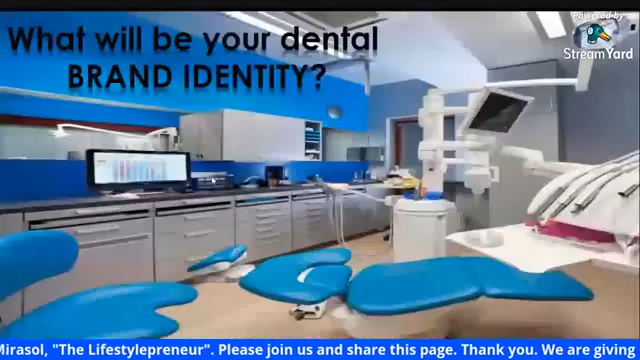 Powered by
StreamYard
What will be your dental
BRAND IDENTITY?
Mirasol, "The Lifestylepreneur". Please join us and share this page. Thank you. We are giving